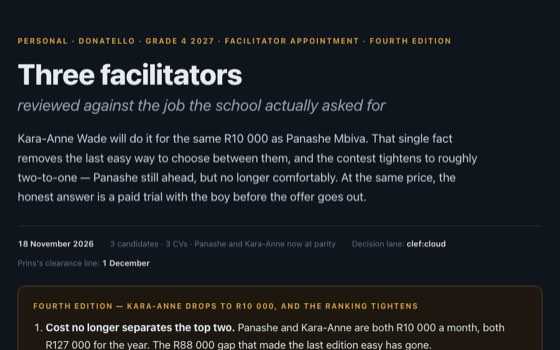 PERSONAL · DONATELLO · GRADE 4 2027 · FACILITATOR APPOINTMENT · FOURTH EDITION
Three facilitators
reviewed against the job the school actually asked for
Kara-Anne Wade will do it for the same R10 000 as Panashe Mbiva. That single fact
removes the last easy way to choose between them, and the contest tightens to roughly
two-to-one — Panashe still ahead, but no longer comfortably. At the same price, the
honest answer is a paid trial with the boy before the offer goes out.
18 November 2026 3 candidates · 3 CVs · Panashe and Kara-Anne now at parity Decision lane: clef:cloud
Prins's clearance line: 1 December
FOURTH EDITION — KARA-ANNE DROPS TO R10 000, AND THE RANKING TIGHTENS
1. Cost no longer separates the top two. Panashe and Kara-Anne are both R10 000 a month, both
R127 000 for the year. The R88 000 gap that made the last edition easy has gone.